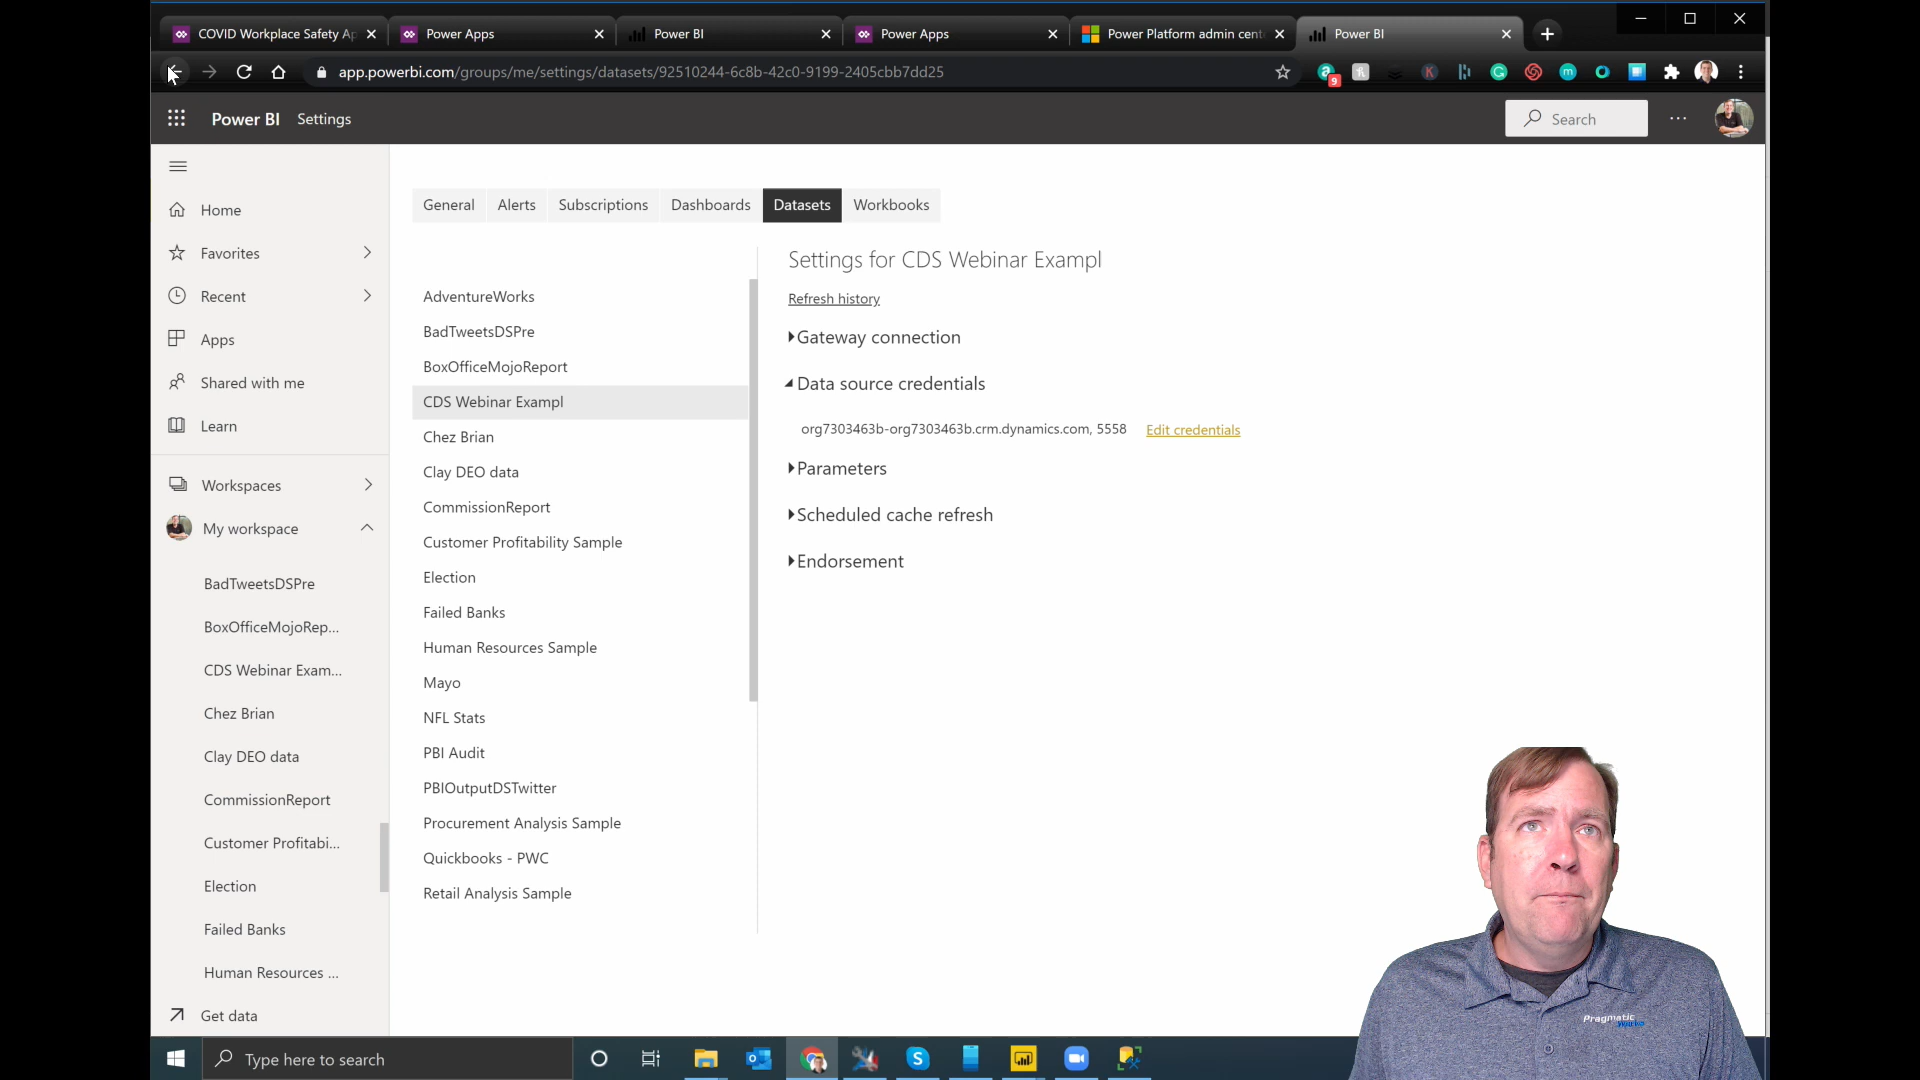 COVID Workplace Safety Ap
Power Apps
Power BI
Power Apps
Power Platform admin cent
Power BI
app.powerbi.com/groups/me/settings/datasets/92510244-6c8b-42c0-9199-2405cbb7dd25
9
Power BI Settings
Search
Home
Favorites
Recent
Apps
Shared with me
Learn
Workspaces
My workspace
BadTweetsDSPre
BoxOfficeMojoRep...
CDS Webinar Exam...
Chez Brian
Clay DEO data
CommissionReport
Customer Profitabi...
Election
Failed Banks
Human Resources ...
Get data
General Alerts Subscriptions Dashboards Datasets Workbooks
AdventureWorks
BadTweetsDSPre
BoxOfficeMojoReport
CDS Webinar Exampl
Chez Brian
Clay DEO data
CommissionReport
Customer Profitability Sample
Election
Failed Banks
Human Resources Sample
Mayo
NFL Stats
PBI Audit
PBIOutputDSTwitter
Procurement Analysis Sample
Quickbooks - PWC
Retail Analysis Sample
Settings for CDS Webinar Exampl
Refresh history
Gateway connection
Data source credentials
org7303463b-org7303463b.crm.dynamics.com, 5558 Edit credentials
Parameters
Scheduled cache refresh
Endorsement
Pragmatic
Works
Type here to search